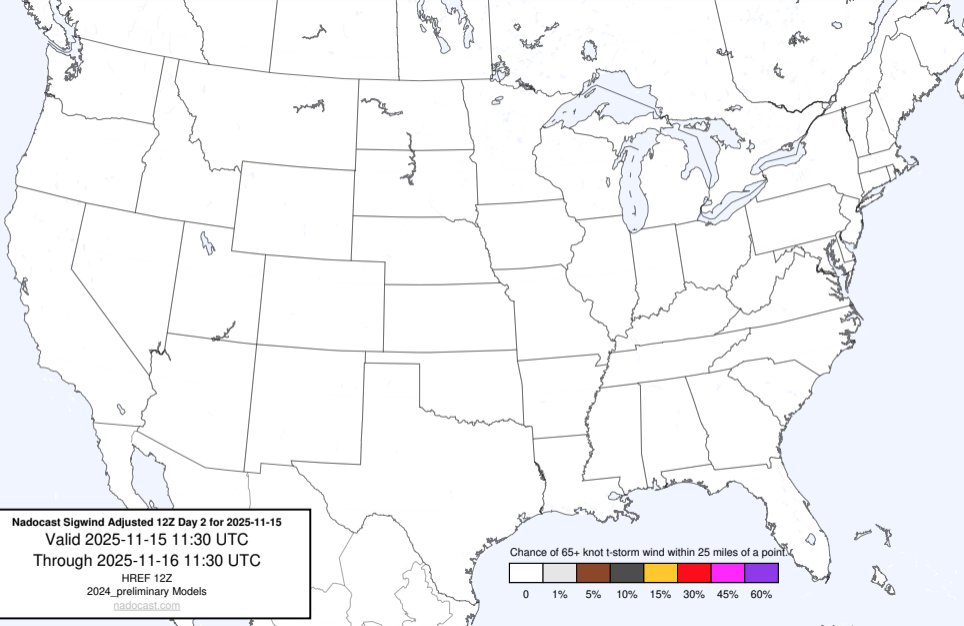 Nadocast Sigwind Adjusted 12Z Day 2 for 2025-11-15
Valid 2025-11-15 11:30 UTC
Through 2025-11-16 11:30 UTC
HREF 12Z
2024_preliminary Models
nadocast.com
Chance of 65+ knot t-storm wind within 25 miles of a point.
0 1% 5% 10% 15% 30% 45% 60%